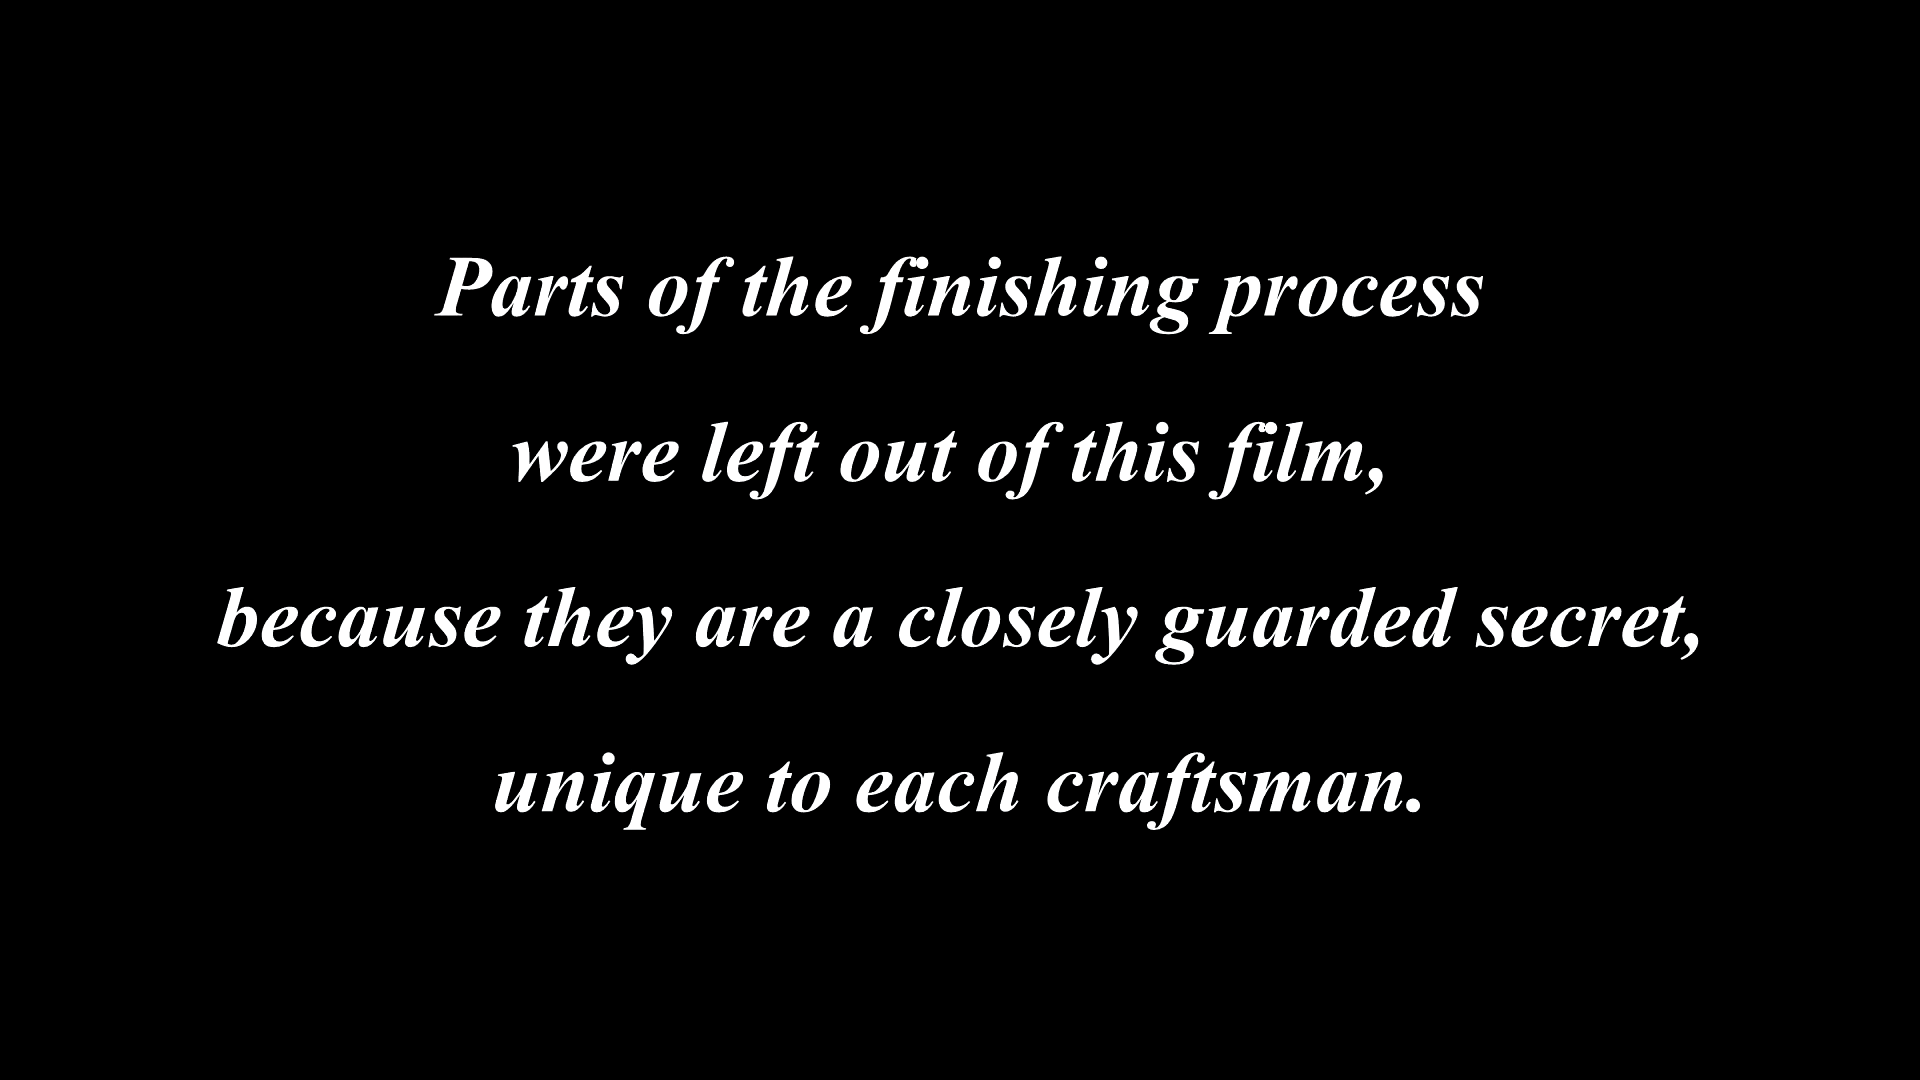 Parts of the finishing process
were left out of this film,
because they are a closely guarded secret,
unique to each craftsman.